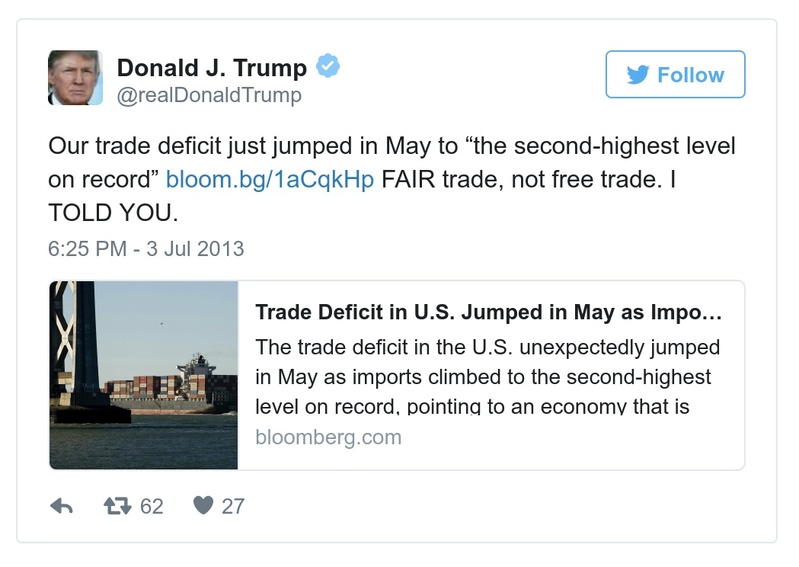 Donald J. Trump
@realDonaldTrump
Follow
Our trade deficit just jumped in May to “the second-highest level
on record” bloom.bg/1aCqkHp FAIR trade, not free trade. I
TOLD YOU.
6:25 PM - 3 Jul 2013
Trade Deficit in U.S. Jumped in May as Impo…
The trade deficit in the U.S. unexpectedly jumped
in May as imports climbed to the second-highest
level on record, pointing to an economy that is
bloomberg.com
62
27